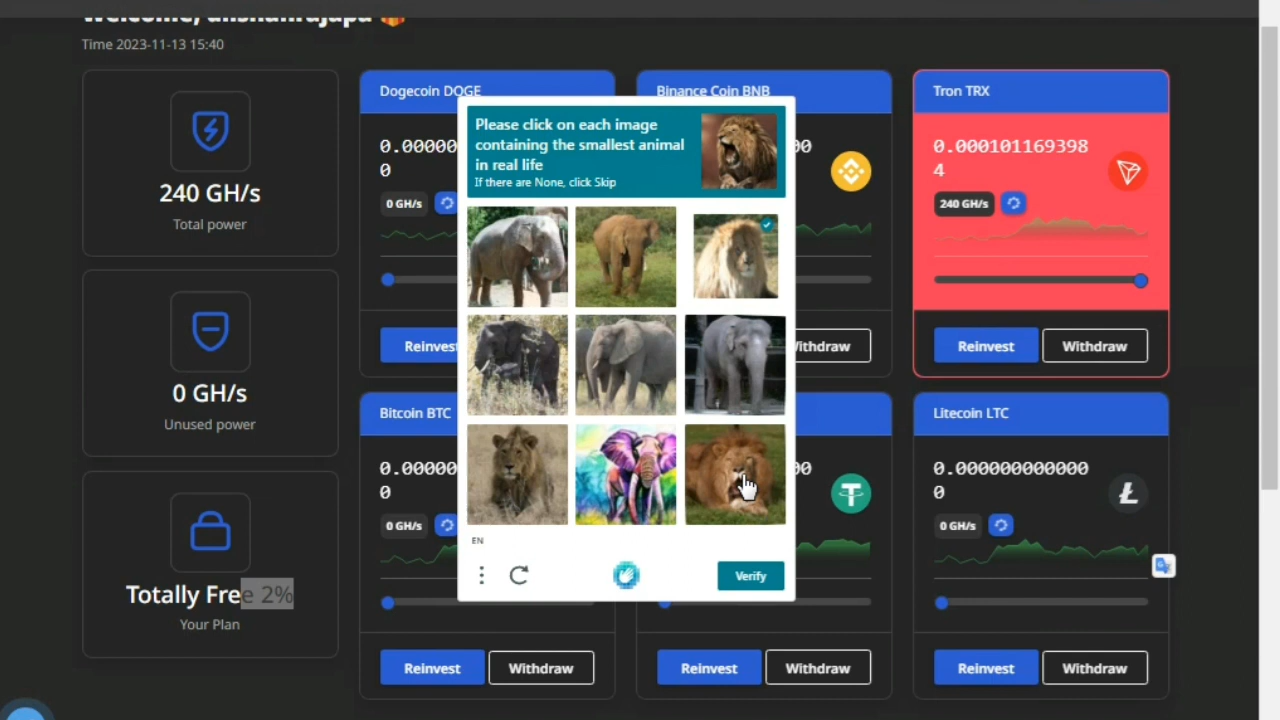 Welcome, dilshanrajapa
Time 2023-11-13 15:40
240 GH/s
Total power
0 GH/s
Unused power
Totally Free 2%
Your Plan
Dogecoin DOGE
0.00000
0
0 GH/s
Reinvest
Binance Coin BNB
00
Withdraw
Tron TRX
0.000101169398
4
240 GH/s
Reinvest
Withdraw
Please click on each image
containing the smallest animal
in real life
If there are None, click Skip
EN
Verify
Bitcoin BTC
0.00000
0
0 GH/s
Reinvest
Withdraw
00
Reinvest
Withdraw
Litecoin LTC
0.000000000000
0
0 GH/s
Reinvest
Withdraw